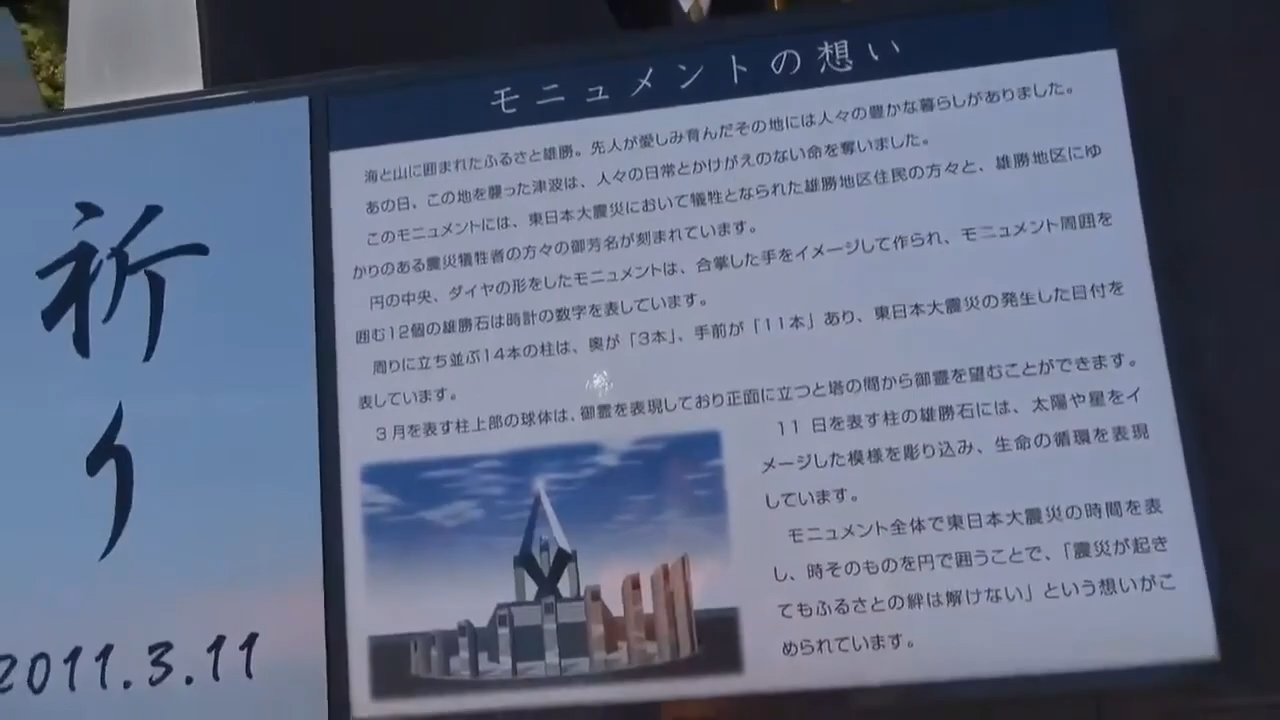 祈り
2011.3.11
モニュメントの想い
海と山に囲まれたふるさと雄勝。先人が愛しみ育んだその地には人々の豊かな暮らしがありました。
あの日、この地を襲った津波は、人々の日常とかけがえのない命を奪いました。
このモニュメントには、東日本大震災において犠牲となられた雄勝地区住民の方々と、雄勝地区にゆ
かりのある震災犠牲者の方々の御芳名が刻まれています。
円の中央、ダイヤの形をしたモニュメントは、合掌した手をイメージして作られ、モニュメント周囲を
囲む12個の雄勝石は時計の数字を表しています。
周りに立ち並ぶ14本の柱は、奥が「3本」、手前が「11本」あり、東日本大震災の発生した日付を
表しています。
3月を表す柱上部の球体は、御霊を表現しており正面に立つと塔の間から御霊を望むことができます。
11日を表す柱の雄勝石には、太陽や星をイ
メージした模様を彫り込み、生命の循環を表現
しています。
モニュメント全体で東日本大震災の時間を表
し、時そのものを円で囲うことで、「震災が起き
てもふるさとの絆は解けない」という想いがこ
められています。